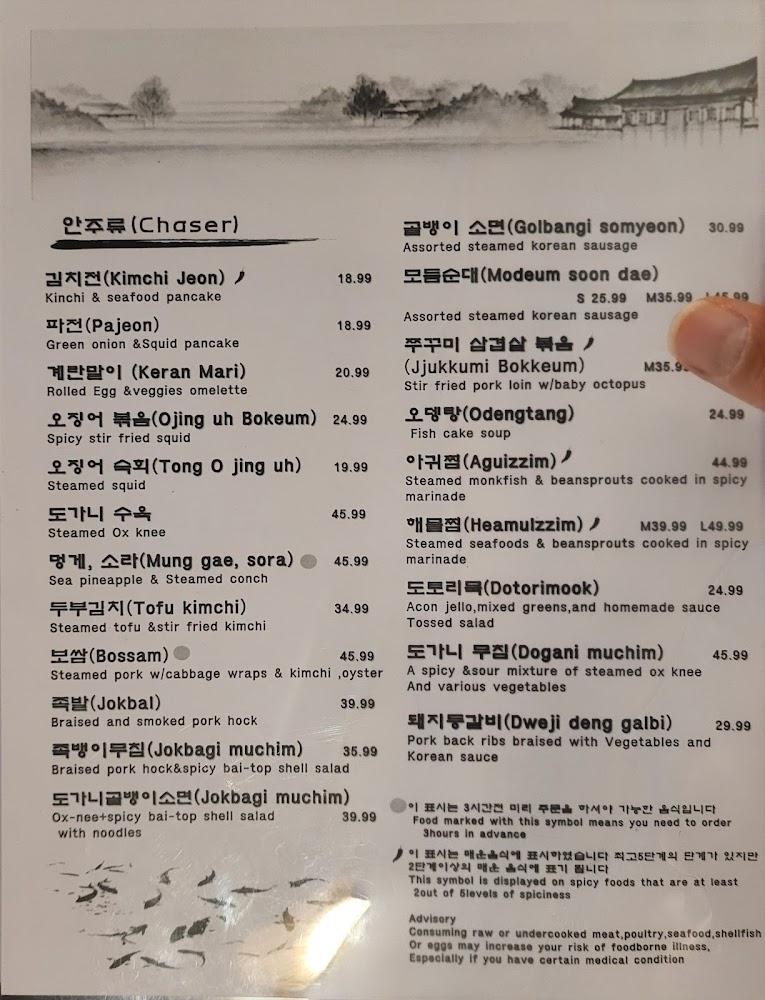 안주류(Chaser)
김치전(Kimchi Jeon) 18.99
Kinchi & seafood pancake
파전(Pajeon) 18.99
Green onion &Squid pancake
계란말이 (Keran Mari) 20.99
Rolled Egg &veggies omelette
오징어 볶음(Ojing uh Bokeum) 24.99
Spicy stir fried squid
오징어 숙회(Tong O jing uh) 19.99
Steamed squid
도가니 수육 45.99
Steamed Ox knee
멍게, 소라(Mung gae, sora) 45.99
Sea pineapple & Steamed conch
두부김치(Tofu kimchi) 34.99
Steamed tofu &stir fried kimchi
보쌈(Bossam) 45.99
Steamed pork w/cabbage wraps & kimchi ,oyster
족발(Jokbal) 39.99
Braised and smoked pork hock
족뱅이무침(Jokbagi muchim) 35.99
Braised pork hock&spicy bai-top shell salad
도가니골뱅이소면(Jokbagi muchim)
Ox-nee+spicy bai-top shell salad 39.99
with noodles
골뱅이 소면(Golbangi somyeon) 30.99
Assorted steamed korean sausage
모듬순대(Modeum soon dae)
S 25.99 M35.99
Assorted steamed korean sausage
쭈꾸미 삼겹살 볶음
(Jjukkumi Bokkeum)
Stir fried pork loin w/baby octopus
오뎅탕(Odengtang) 24.99
Fish cake soup
아귀찜(Aguizzim) 44.99
Steamed monkfish & beansprouts cooked in spicy
marinade
해물찜(Heamulzzim) M39.99 L49.99
Steamed seafoods & beansprouts cooked in spicy
marinade
도토리묵(Dotorimook) 24.99
Acon jello,mixed greens,and homemade sauce
Tossed salad
도가니 무침(Dogani muchim) 45.99
A spicy &sour mixture of steamed ox knee
And various vegetables
돼지등갈비(Dweji deng galbi) 29.99
Pork back ribs braised with Vegetables and
Korean sauce
이 표시는 3시간전 미리 주문을 하셔야 가능한 음식입니다
Food marked with this symbol means you need to order
3hours in advance
이 표시는 매운음식에 표시하였습니다 최고5단계의 단계가 있지만
2단계이상의 매운 음식에 표기 됩니다
This symbol is displayed on spicy foods that are at least
2out of 5levels of spiciness
Advisory
Consuming raw or undercooked meat,poultry,seafood,shellfish
Or eggs may increase your risk of foodborne illness,
Especially if you have certain medical condition